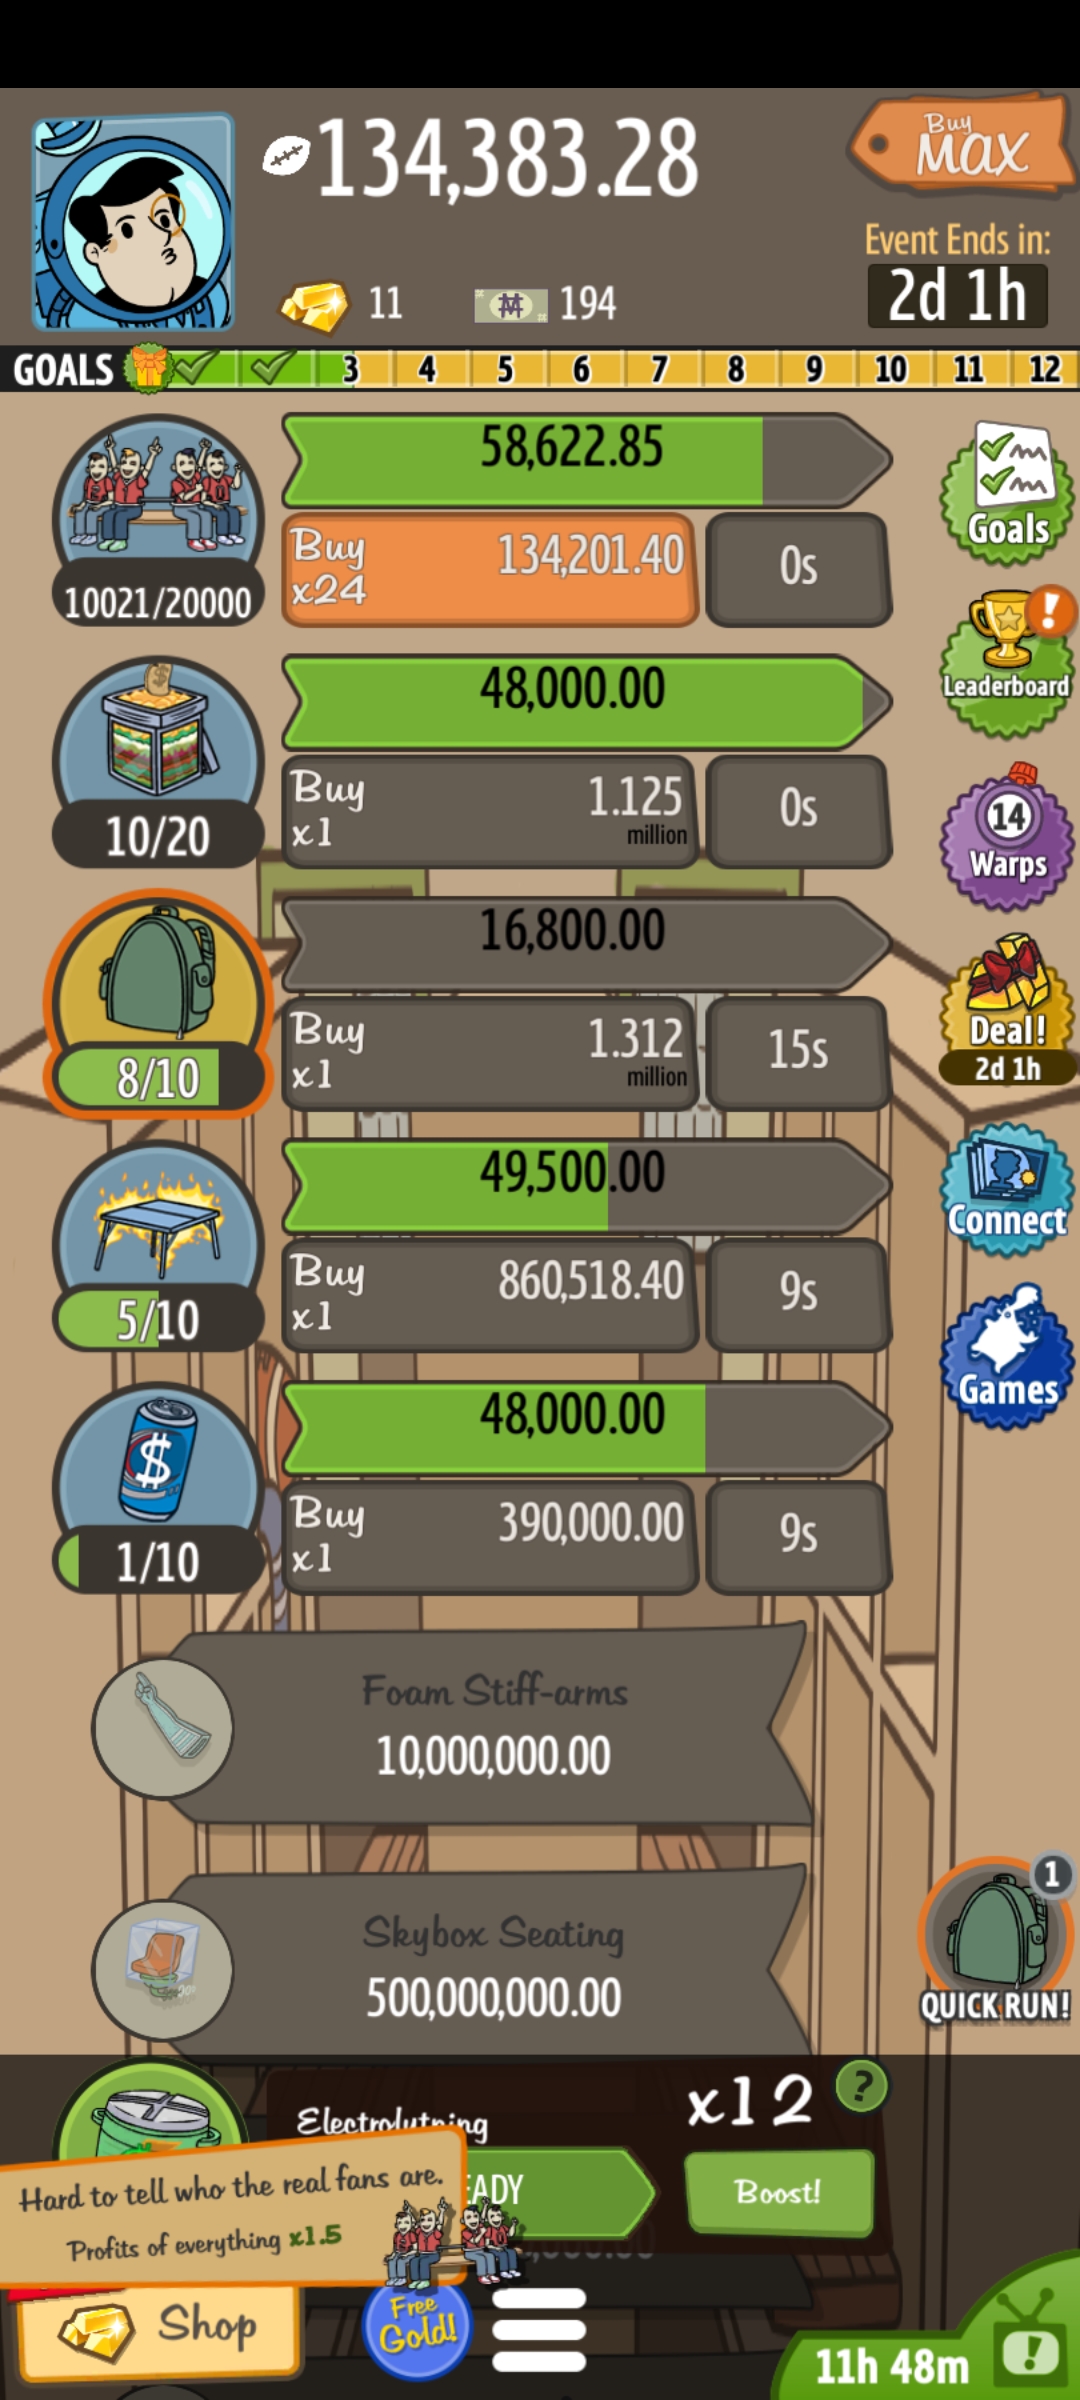 134,383.28
Buy
MAX
Event Ends in:
2d 1h
11
194
GOALS 3 4 5 6 7 8 9 10 11 12
58,622.85
Buy
x24
134,201.40
0s
10021/20000
Goals
Leaderboard
48,000.00
Buy
x1
1.125
million
0s
10/20
14
Warps
16,800.00
Buy
x1
1.312
million
15s
8/10
Deal!
2d 1h
49,500.00
Buy
x1
860,518.40
9s
5/10
Connect
48,000.00
Buy
x1
390,000.00
9s
1/10
Games
Foam Stiff-arms
10,000,000.00
Skybox Seating
500,000,000.00
1
QUICK RUN!
x12
?
EADY
Boost!
Hard to tell who the real fans are.
Profits of everything x1.5
Shop
Free
Gold!
11h 48m